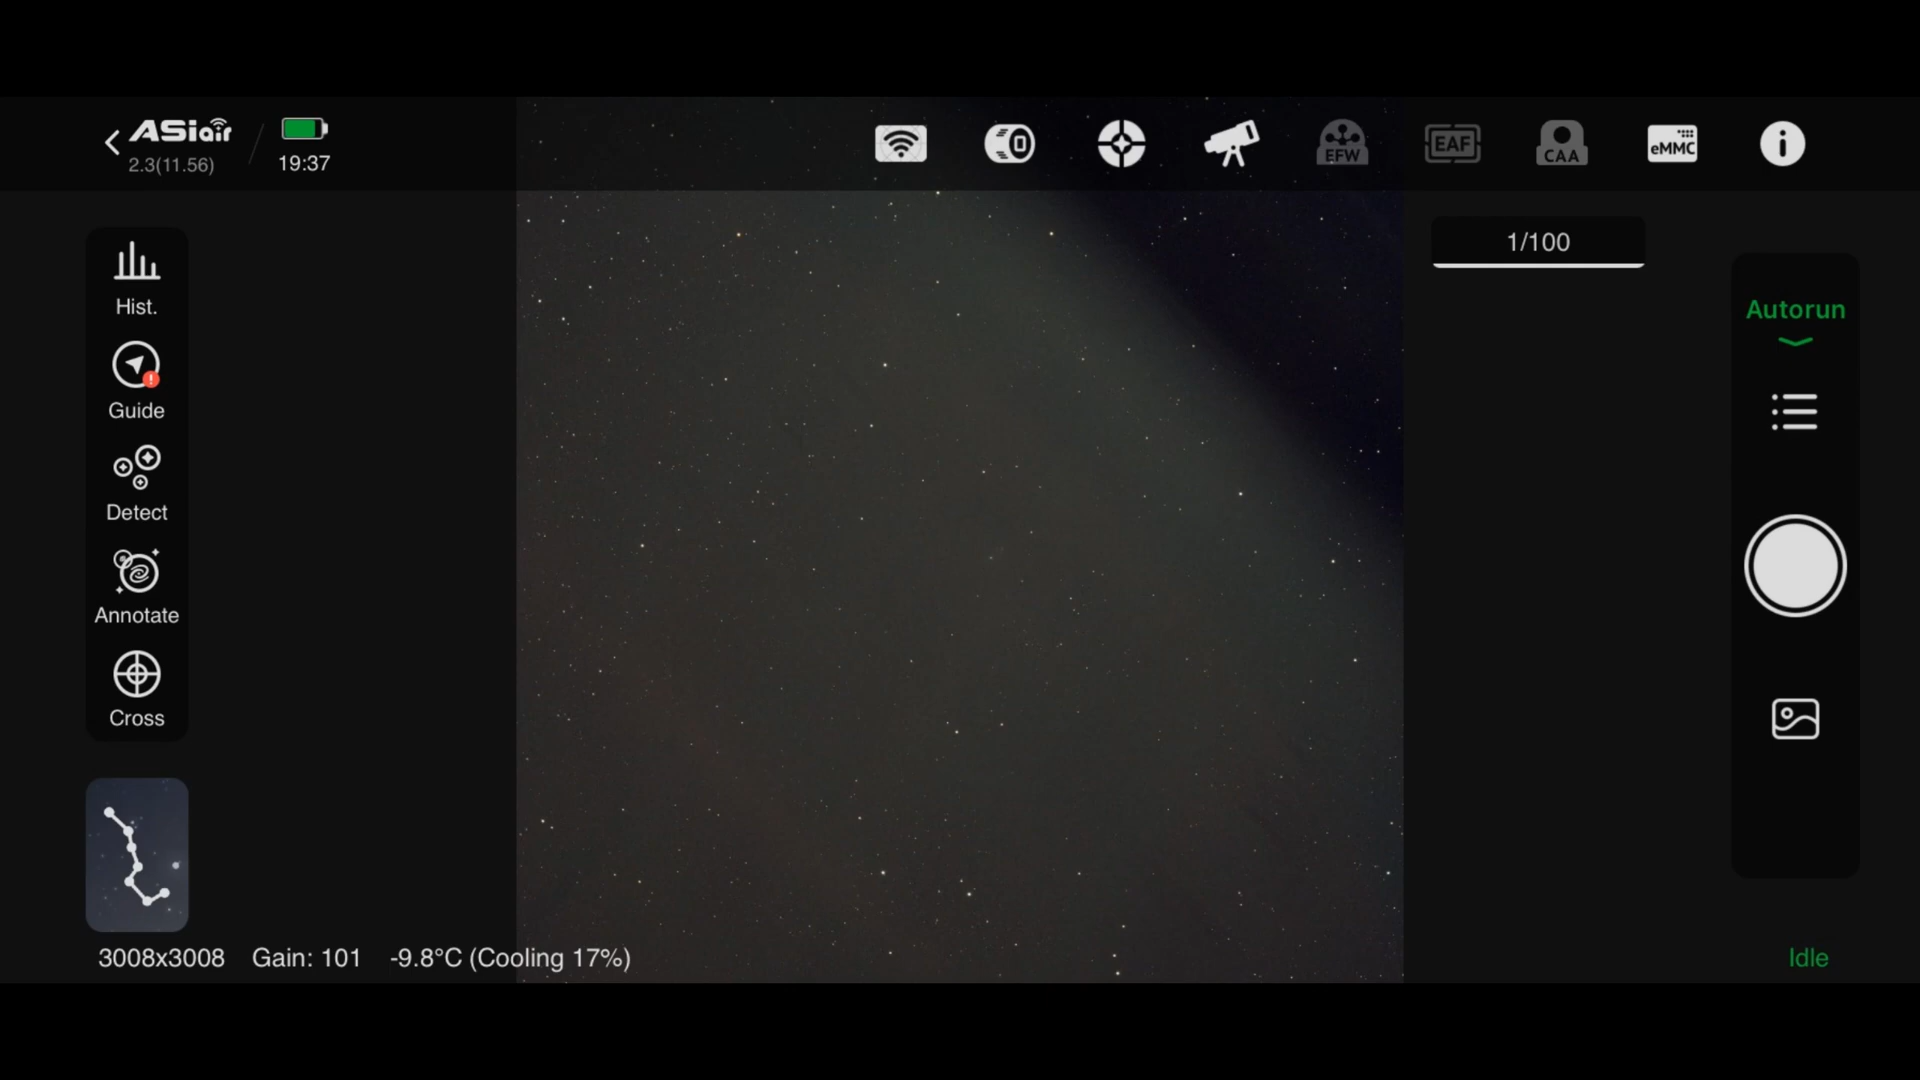 ASiair
2.3(11.56)
19:37
EFW
EAF
CAA
eMMC
1/100
Hist.
Guide
Detect
Annotate
Cross
Autorun
3008x3008 Gain: 101 -9.8°C (Cooling 17%)
Idle